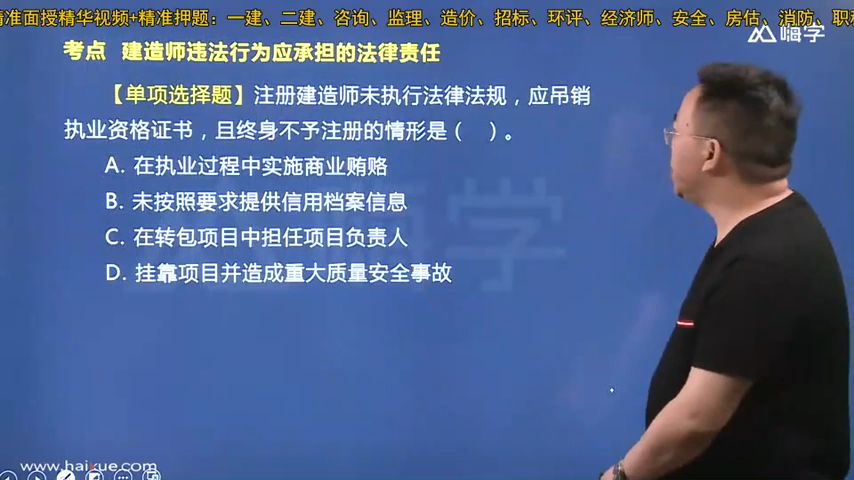 精准面授精华视频+精准押题：一建、二建、咨询、监理、造价、招标、环评、经济师、安全、房估、消防、职称
嗨学
考点 建造师违法行为应承担的法律责任
【单项选择题】注册建造师未执行法律法规，应吊销
执业资格证书，且终身不予注册的情形是（ ）。
A. 在执业过程中实施商业贿赂
B. 未按照要求提供信用档案信息
C. 在转包项目中担任项目负责人
D. 挂靠项目并造成重大质量安全事故
嗨学
www.haixue.com